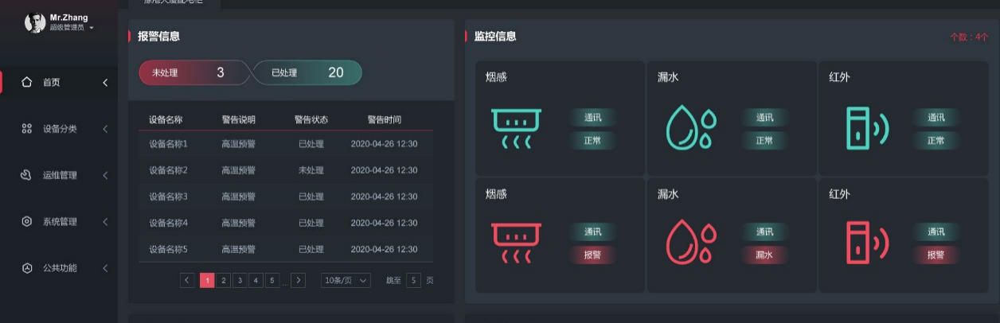 Mr.Zhang
超级管理员
首页
设备分类
运维管理
系统管理
公共功能
报警信息
未处理 3 已处理 20
设备名称 警告说明 警告状态 警告时间
设备名称1 高温预警 已处理 2020-04-26 12:30
设备名称2 高温预警 未处理 2020-04-26 12:30
设备名称3 高温预警 已处理 2020-04-26 12:30
设备名称4 高温预警 已处理 2020-04-26 12:30
设备名称5 高温预警 已处理 2020-04-26 12:30
1 2 3 4 5 ... 10条/页 跳至 5 页
监控信息 个数：4个
烟感
通讯
正常
漏水
通讯
正常
红外
通讯
正常
烟感
通讯
报警
漏水
通讯
漏水
红外
通讯
报警